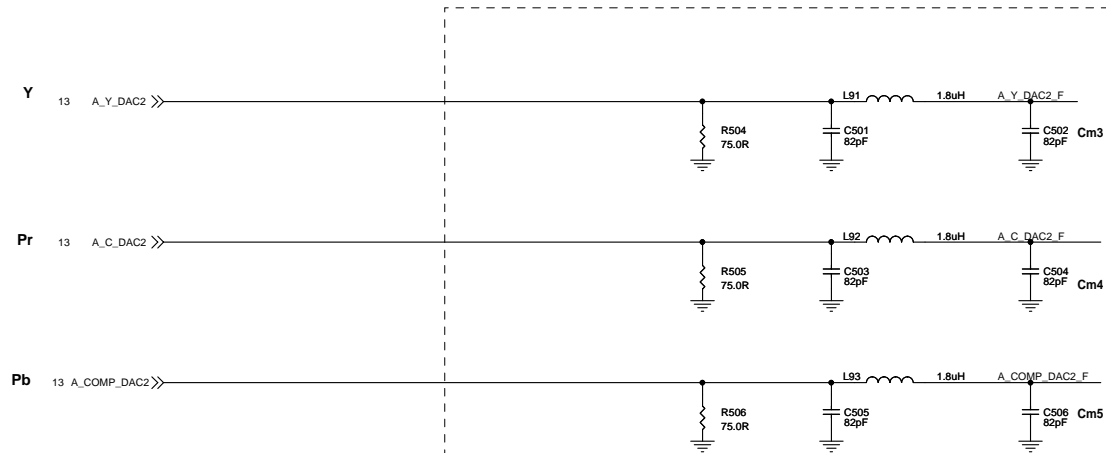 Y 13 A_Y_DAC2 L91 1.8uH A_Y_DAC2_F
R504 C501 C502 Cm3
75.0R 82pF 82pF
Pr 13 A_C_DAC2 L92 1.8uH A_C_DAC2_F
R505 C503 C504 Cm4
75.0R 82pF 82pF
Pb 13 A_COMP_DAC2 L93 1.8uH A_COMP_DAC2_F
R506 C505 C506 Cm5
75.0R 82pF 82pF